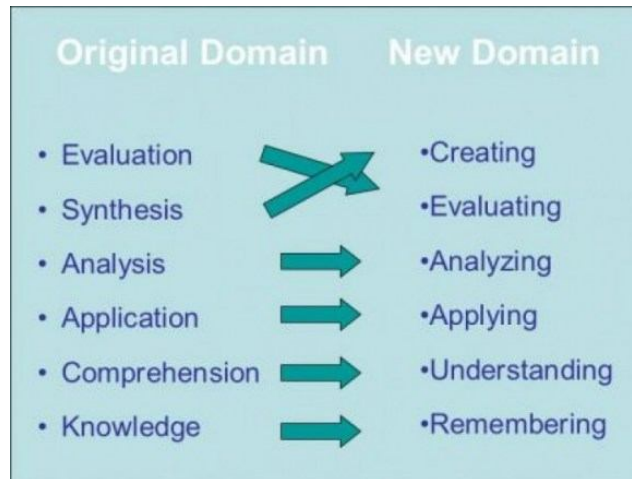 Original Domain
New Domain
• Evaluation
• Synthesis
• Analysis
• Application
• Comprehension
• Knowledge
•Creating
•Evaluating
•Analyzing
•Applying
•Understanding
•Remembering